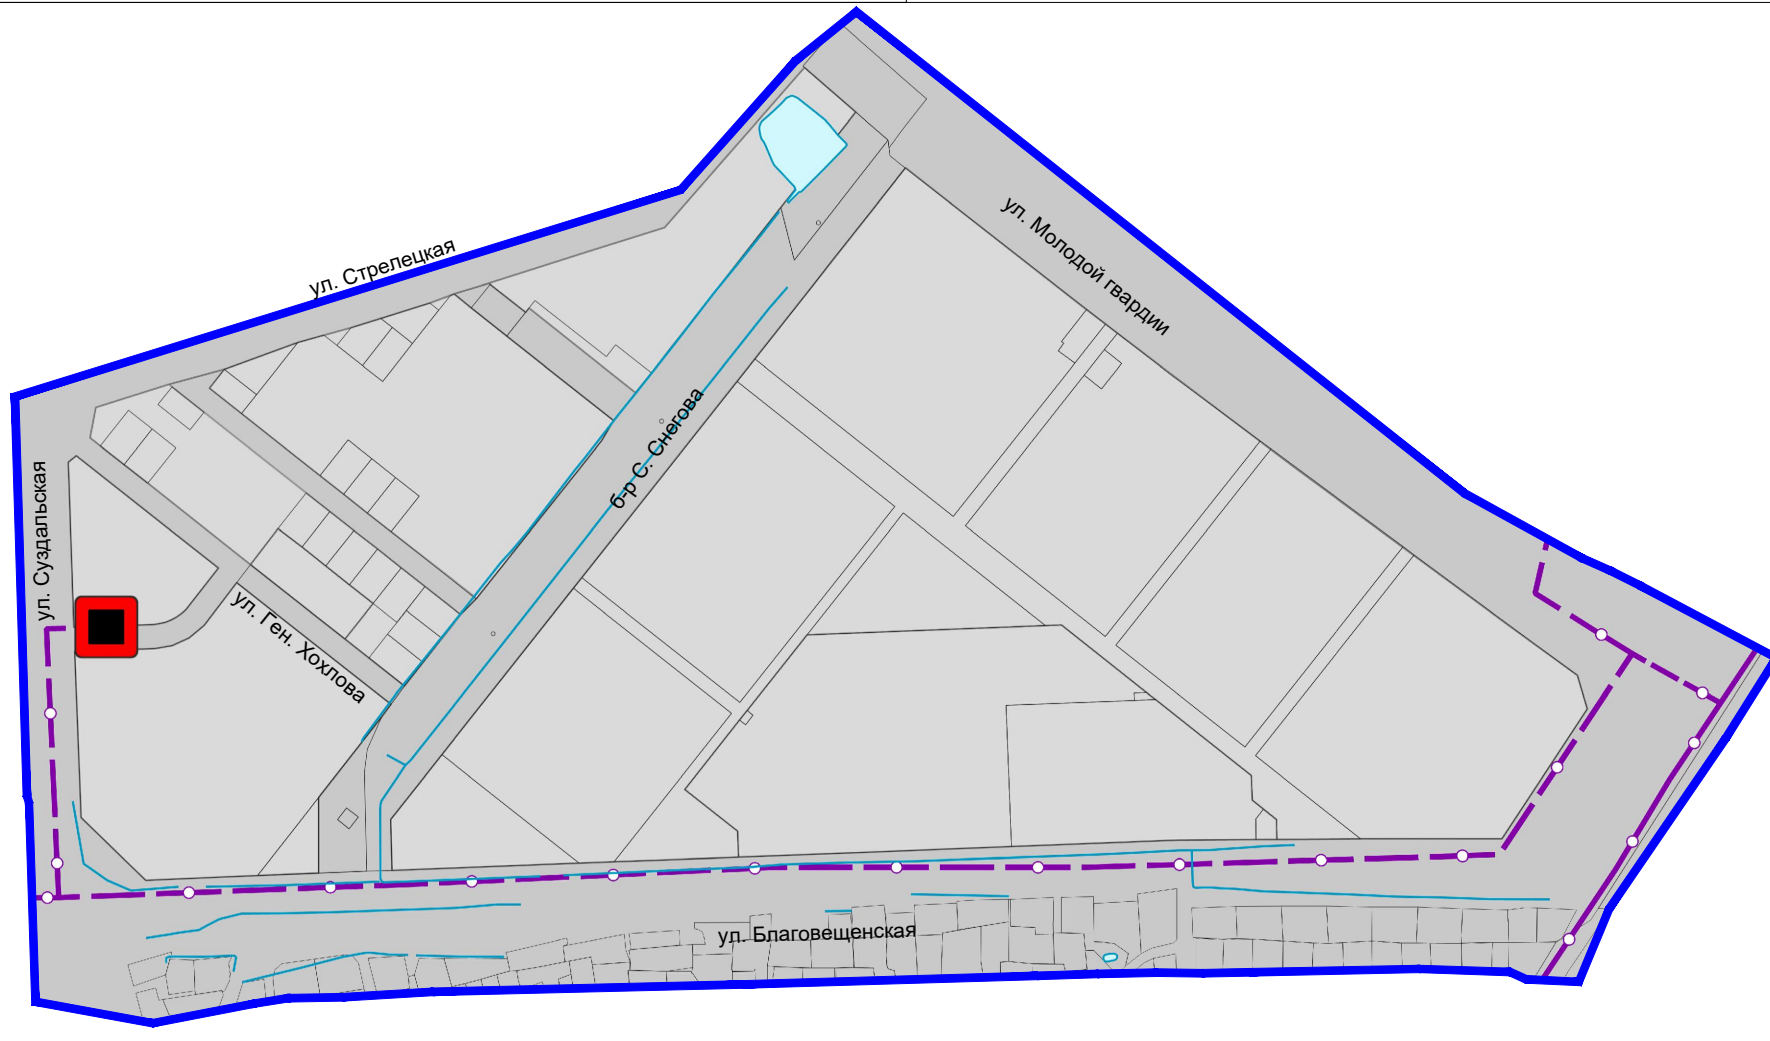 ул. Молодой гвардии
ул. Стрелецкая
б-р С. Снегова
ул. Суздальская
ул. Ген. Хохлова
ул. Благовещенская